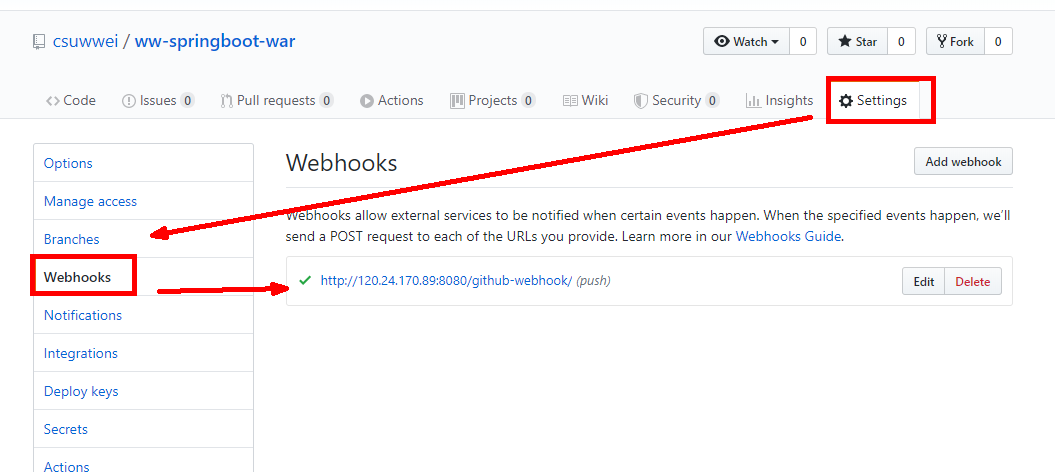 csuwwei / ww-springboot-war
Watch 0 Star 0 Fork 0
Code Issues 0 Pull requests 0 Actions Projects 0 Wiki Security 0 Insights Settings
Options
Manage access
Branches
Webhooks
Notifications
Integrations
Deploy keys
Secrets
Actions
Webhooks
Add webhook
Webhooks allow external services to be notified when certain events happen. When the specified events happen, we'll
send a POST request to each of the URLs you provide. Learn more in our Webhooks Guide.
http://120.24.170.89:8080/github-webhook/ (push)
Edit Delete